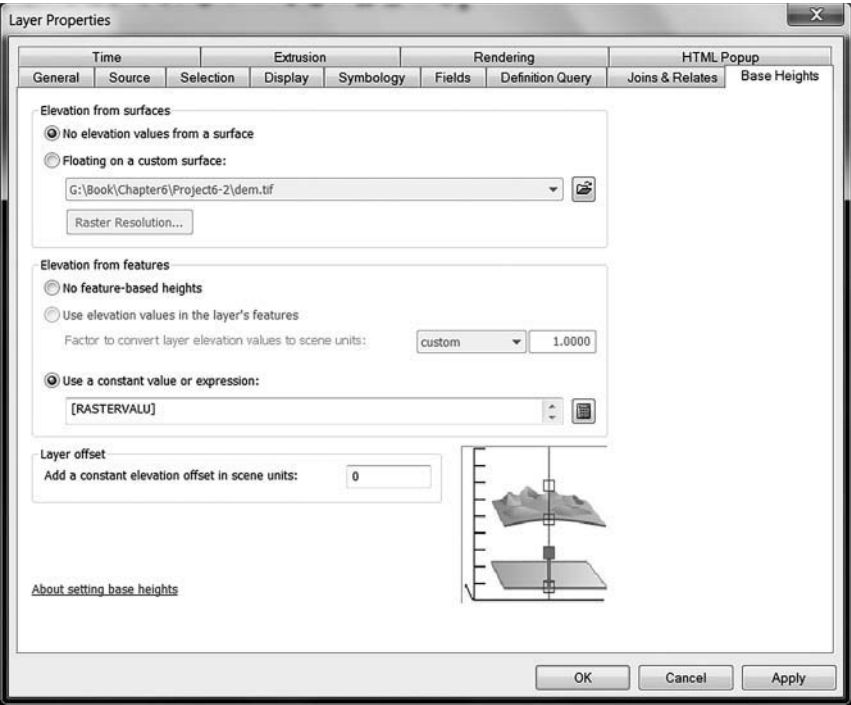 Layer Properties
Time Extrusion Rendering HTML Popup
General Source Selection Display Symbology Fields Definition Query Joins & Relates Base Heights
Elevation from surfaces
No elevation values from a surface
Floating on a custom surface:
G:\Book\Chapter6\Project6-2\dem.tif
Raster Resolution...
Elevation from features
No feature-based heights
Use elevation values in the layer's features
Factor to convert layer elevation values to scene units: custom 1.0000
Use a constant value or expression:
[RASTERVALU]
Layer offset
Add a constant elevation offset in scene units: 0
About setting base heights
OK Cancel Apply